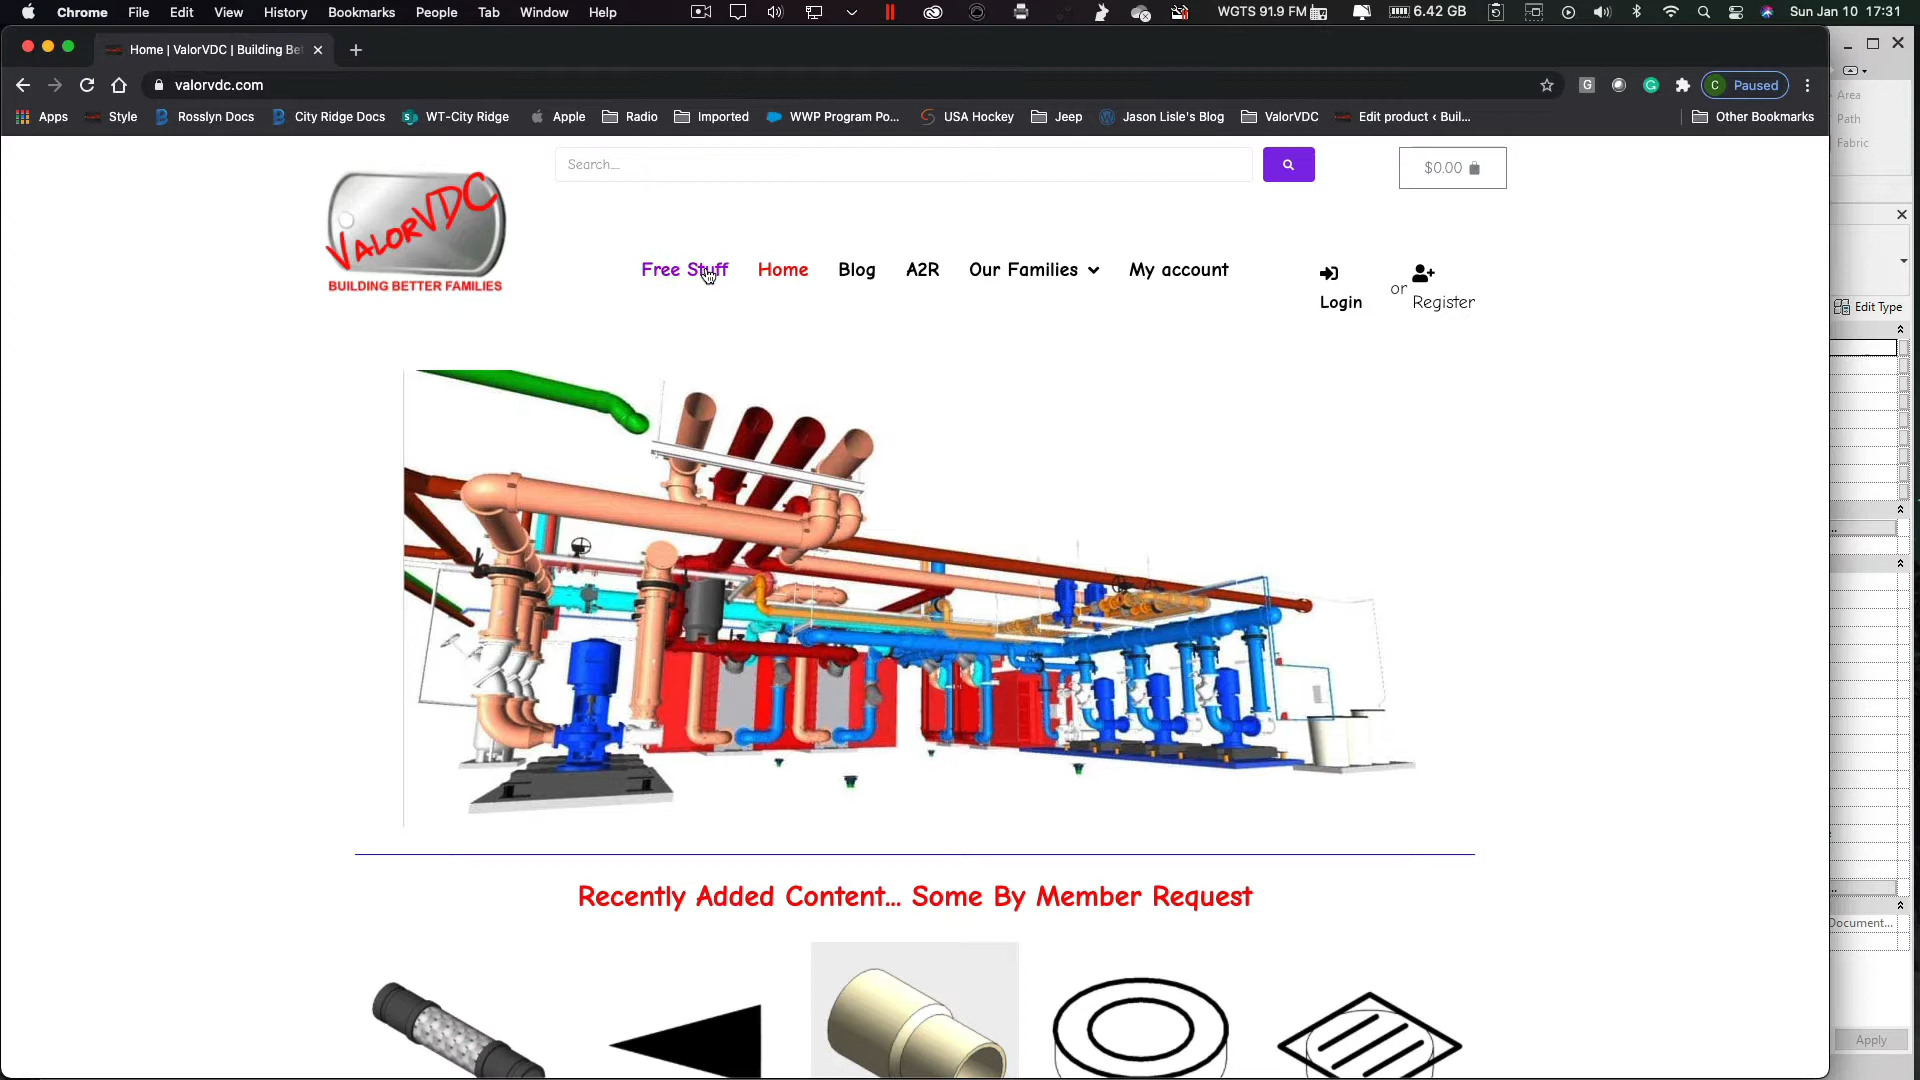 Chrome File Edit View History Bookmarks People Tab Window Help WGTS 91.9 FM 6.42 GB Sun Jan 10 17:31
Home | ValorVDC | Building Be
valorvdc.com
G C Paused
Apps Style Rosslyn Docs City Ridge Docs WT-City Ridge Apple Radio Imported WWP Program Po... USA Hockey Jeep Jason Lisle's Blog ValorVDC Edit product ‹ Buil... Other Bookmarks
Area
Path
Fabric
Search....
$0.00
ValorVDC
BUILDING BETTER FAMILIES
Free Stuff Home Blog A2R Our Families My account
Login or Register
Edit Type
Recently Added Content... Some By Member Request
Document...
Apply